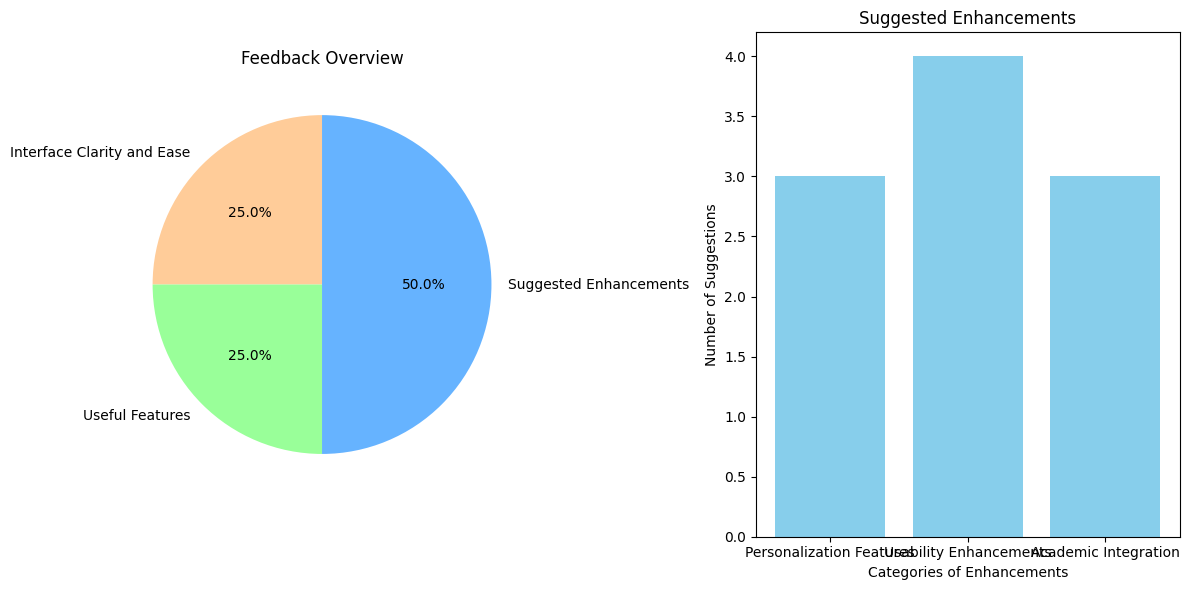 Feedback Overview
Interface Clarity and Ease
25.0%
50.0%
Suggested Enhancements
25.0%
Useful Features
Suggested Enhancements
Number of Suggestions
4.0
3.5
3.0
2.5
2.0
1.5
1.0
0.5
0.0
Personalization Features
Usability Enhancements
Academic Integration
Categories of Enhancements